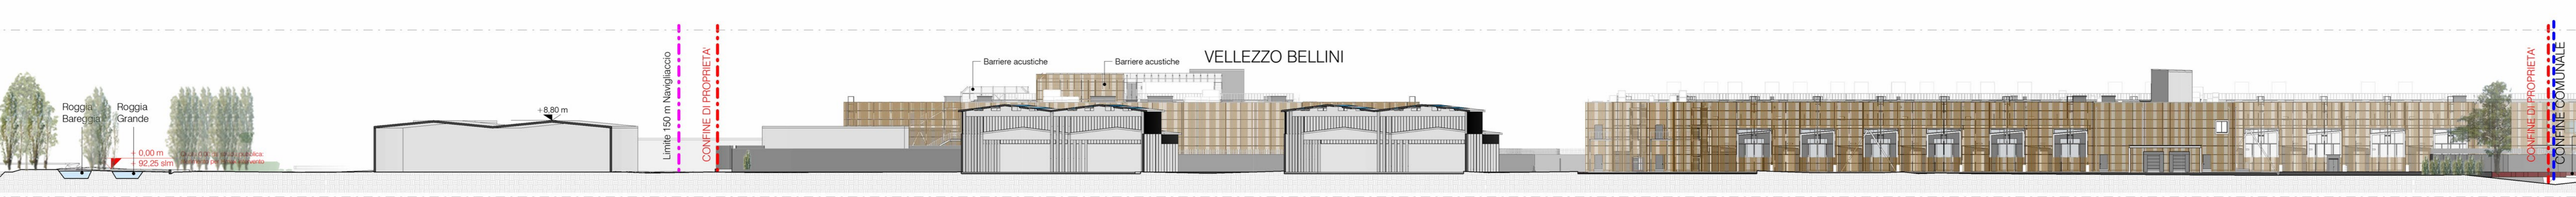 VELLEZZO BELLINI
Barriere acustiche
Barriere acustiche
Roggia
Bareggia
Roggia
Grande
0,00 m
92,25 slm
+8,80 m
Limite 150 m Navigliaccio
CONFINE DI PROPRIETA'
CONFINE DI PROPRIETA'
CONFINE COMUNALE